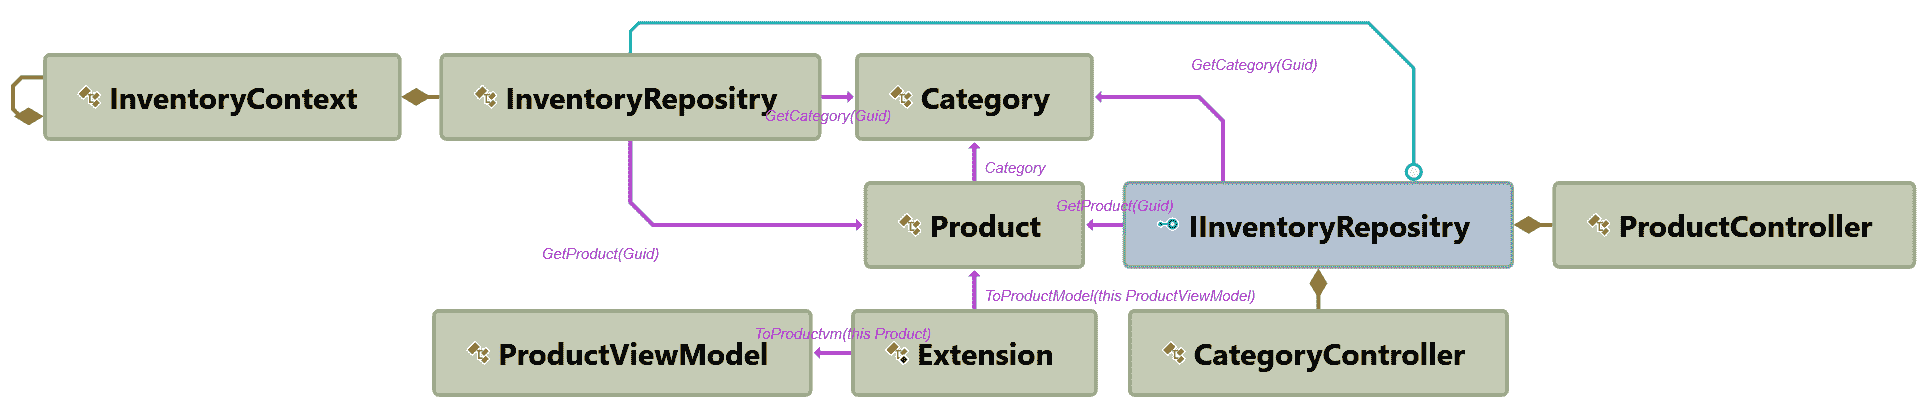 GetCategory(Guid)
InventoryContext
InventoryRepositry
Category
GetCategory(Guid)
Category
GetProduct(Guid)
Product
IInventoryRepositry
ProductController
GetProduct(Guid)
ToProductModel(this ProductViewModel)
ToProductvm(this Product)
ProductViewModel
Extension
CategoryController